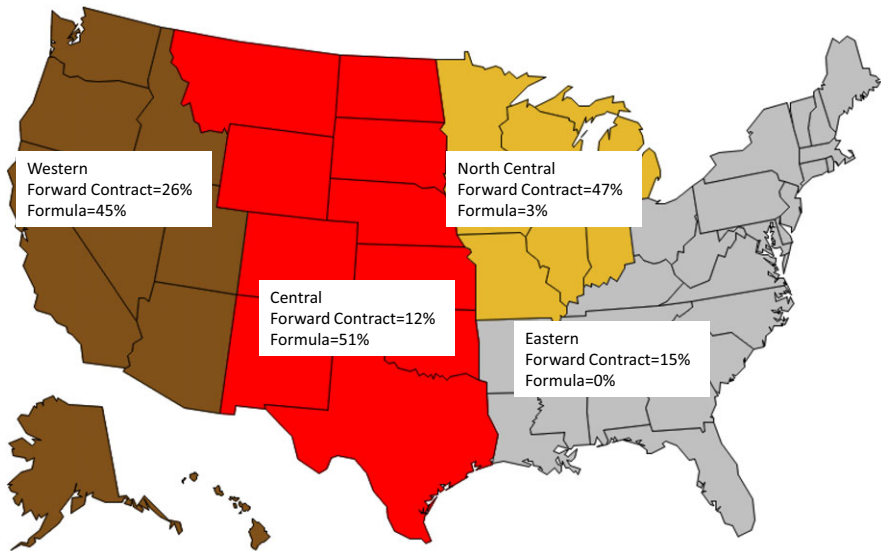 Western
Forward Contract=26%
Formula=45%
North Central
Forward Contract=47%
Formula=3%
Central
Forward Contract=12%
Formula=51%
Eastern
Forward Contract=15%
Formula=0%